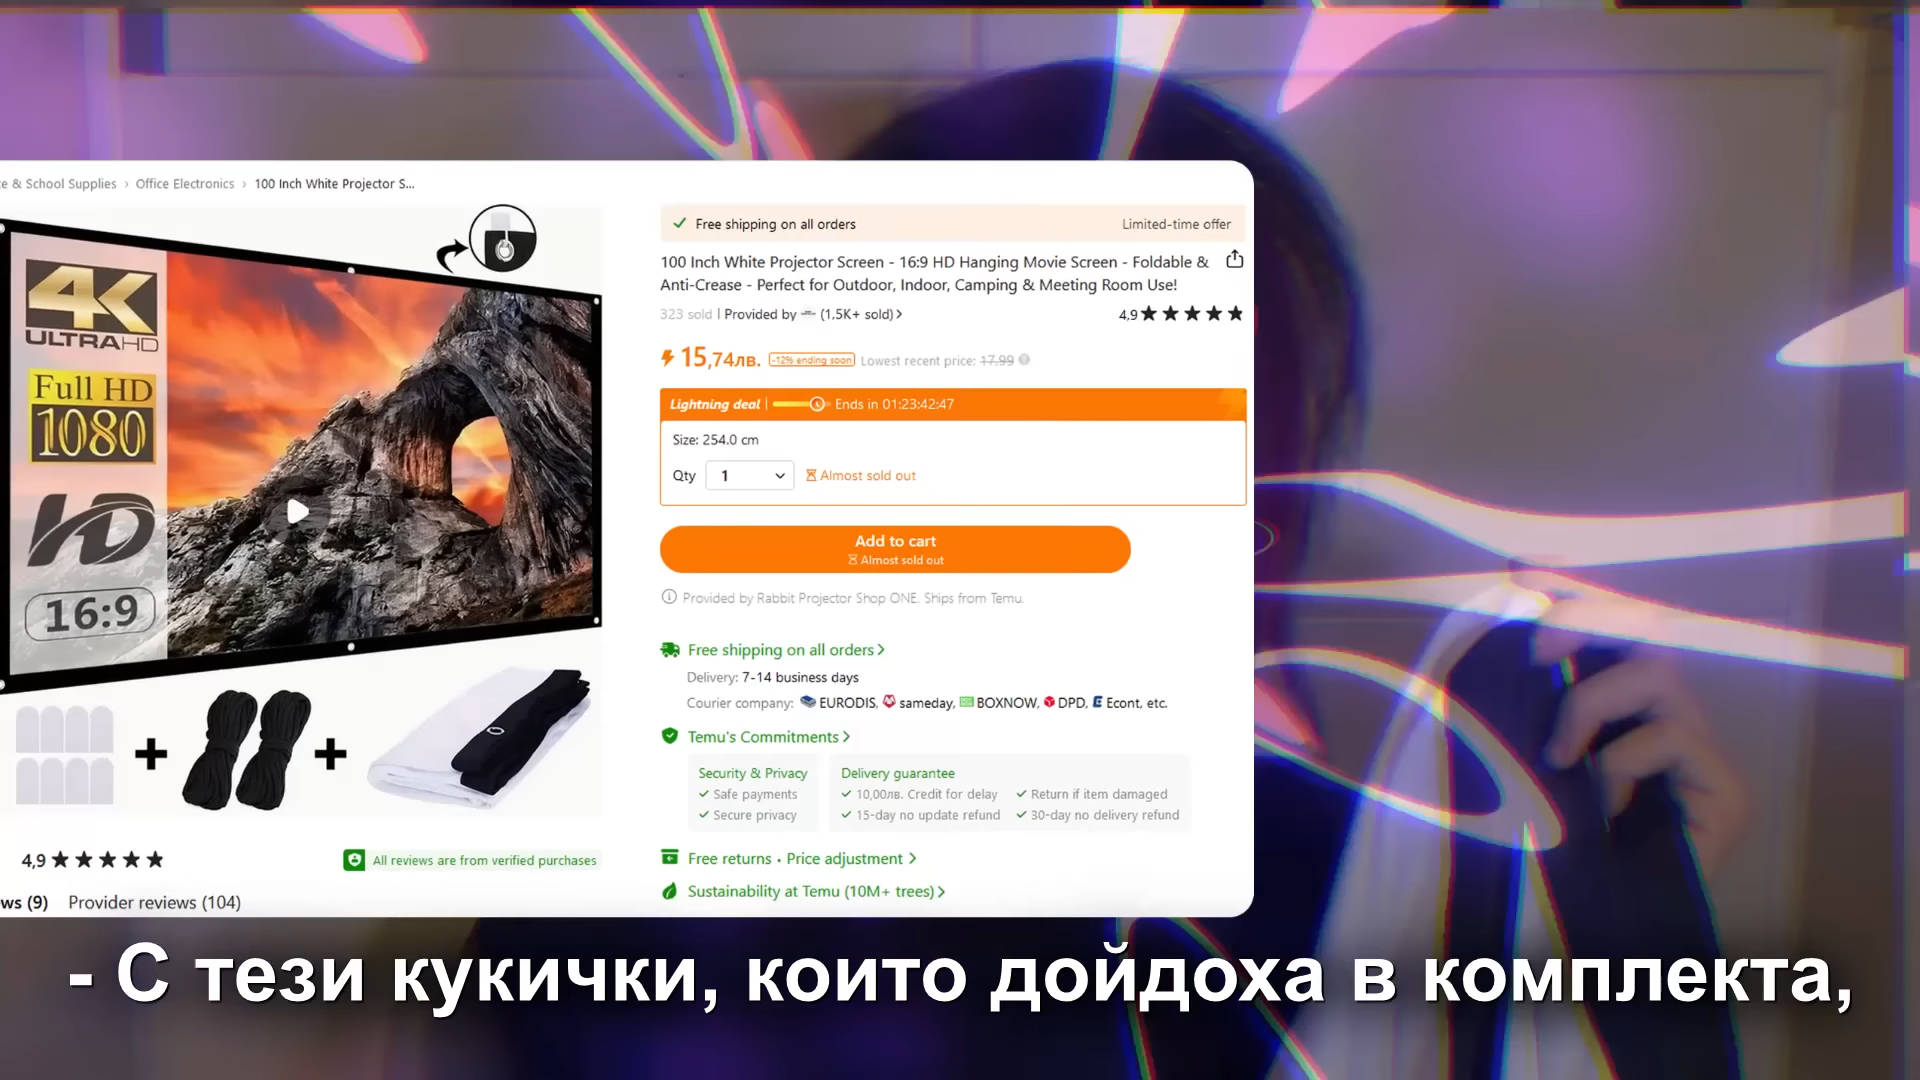 & School Supplies › Office Electronics › 100 Inch White Projector S...
4K
ULTRA HD
Full HD
1080
HD
16:9
4,9
All reviews are from verified purchases
(9) Provider reviews (104)
Free shipping on all orders Limited-time offer
100 Inch White Projector Screen - 16:9 HD Hanging Movie Screen - Foldable &
Anti-Crease - Perfect for Outdoor, Indoor, Camping & Meeting Room Use!
323 sold | Provided by (1,5K+ sold) 4,9
15,74лв. -12% ending soon Lowest recent price: 17,99
Lightning deal | Ends in 01:23:42:47
Size: 254.0 cm
Qty 1 Almost sold out
Add to cart
Almost sold out
Provided by Rabbit Projector Shop ONE. Ships from Temu.
Free shipping on all orders
Delivery: 7-14 business days
Courier company: EURODIS, sameday, BOXNOW, DPD, Econt, etc.
Temu's Commitments
Security & Privacy
Safe payments
Secure privacy
Delivery guarantee
10,00лв. Credit for delay Return if item damaged
15-day no update refund 30-day no delivery refund
Free returns • Price adjustment
Sustainability at Temu (10M+ trees)
- С тези кукички, които дойдоха в комплекта,